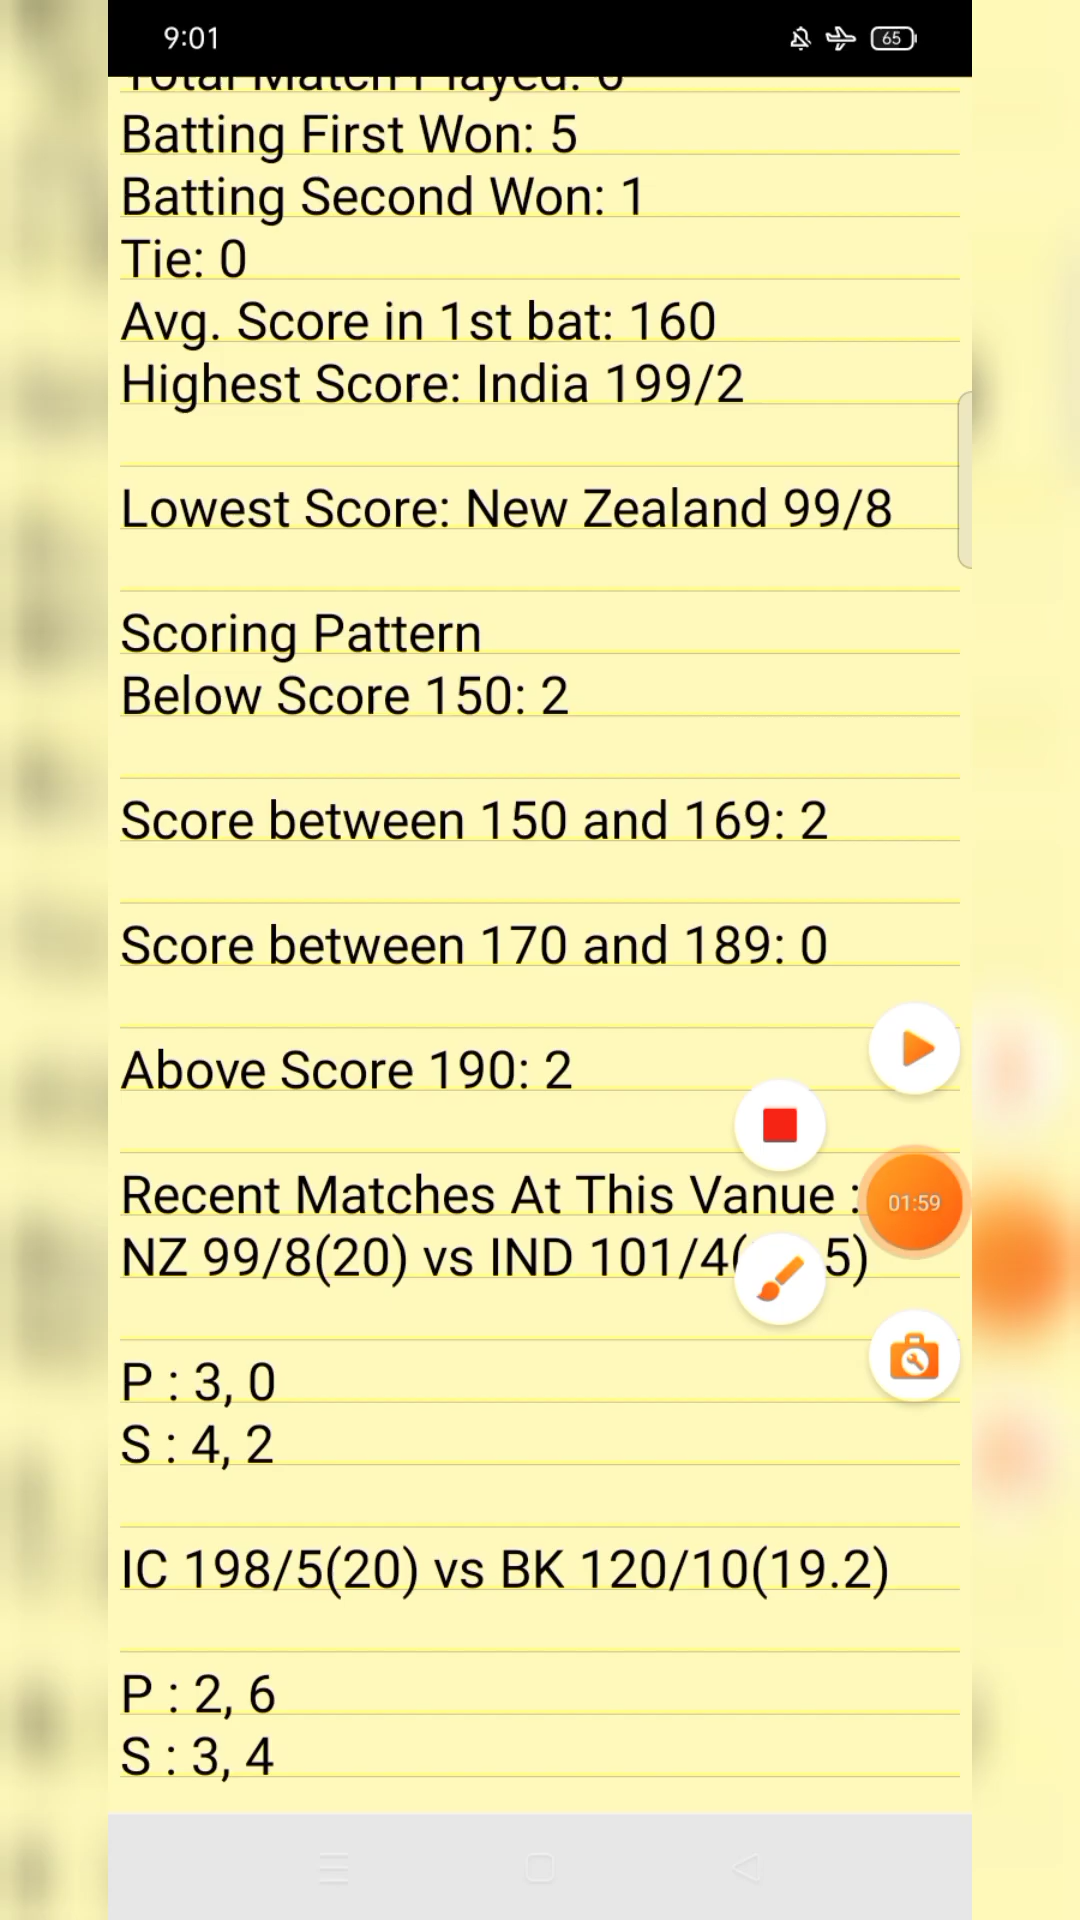 9:01
65
Total Match Played: 6
Batting First Won: 5
Batting Second Won: 1
Tie: 0
Avg. Score in 1st bat: 160
Highest Score: India 199/2
Lowest Score: New Zealand 99/8
Scoring Pattern
Below Score 150: 2
Score between 150 and 169: 2
Score between 170 and 189: 0
Above Score 190: 2
Recent Matches At This Vanue :
01:59
NZ 99/8(20) vs IND 101/4( 5)
P : 3, 0
S : 4, 2
IC 198/5(20) vs BK 120/10(19.2)
P : 2, 6
S : 3, 4